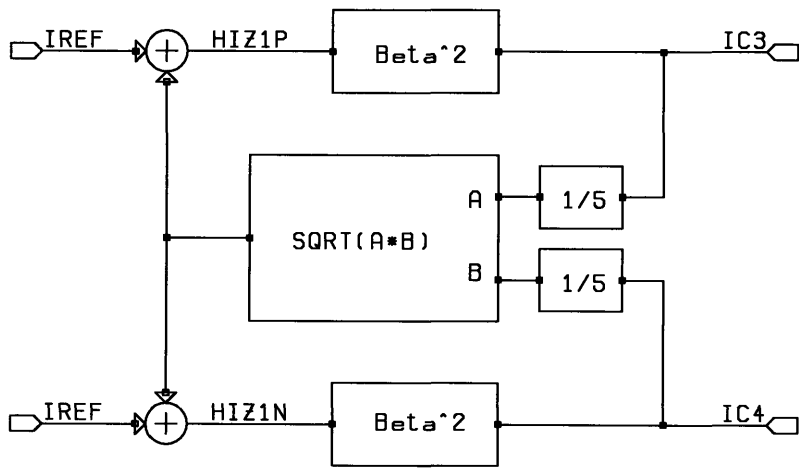 IREF + HIZ1P Beta^2 IC3
A 1/5
SQRT(A*B)
B 1/5
IREF + HIZ1N Beta^2 IC4